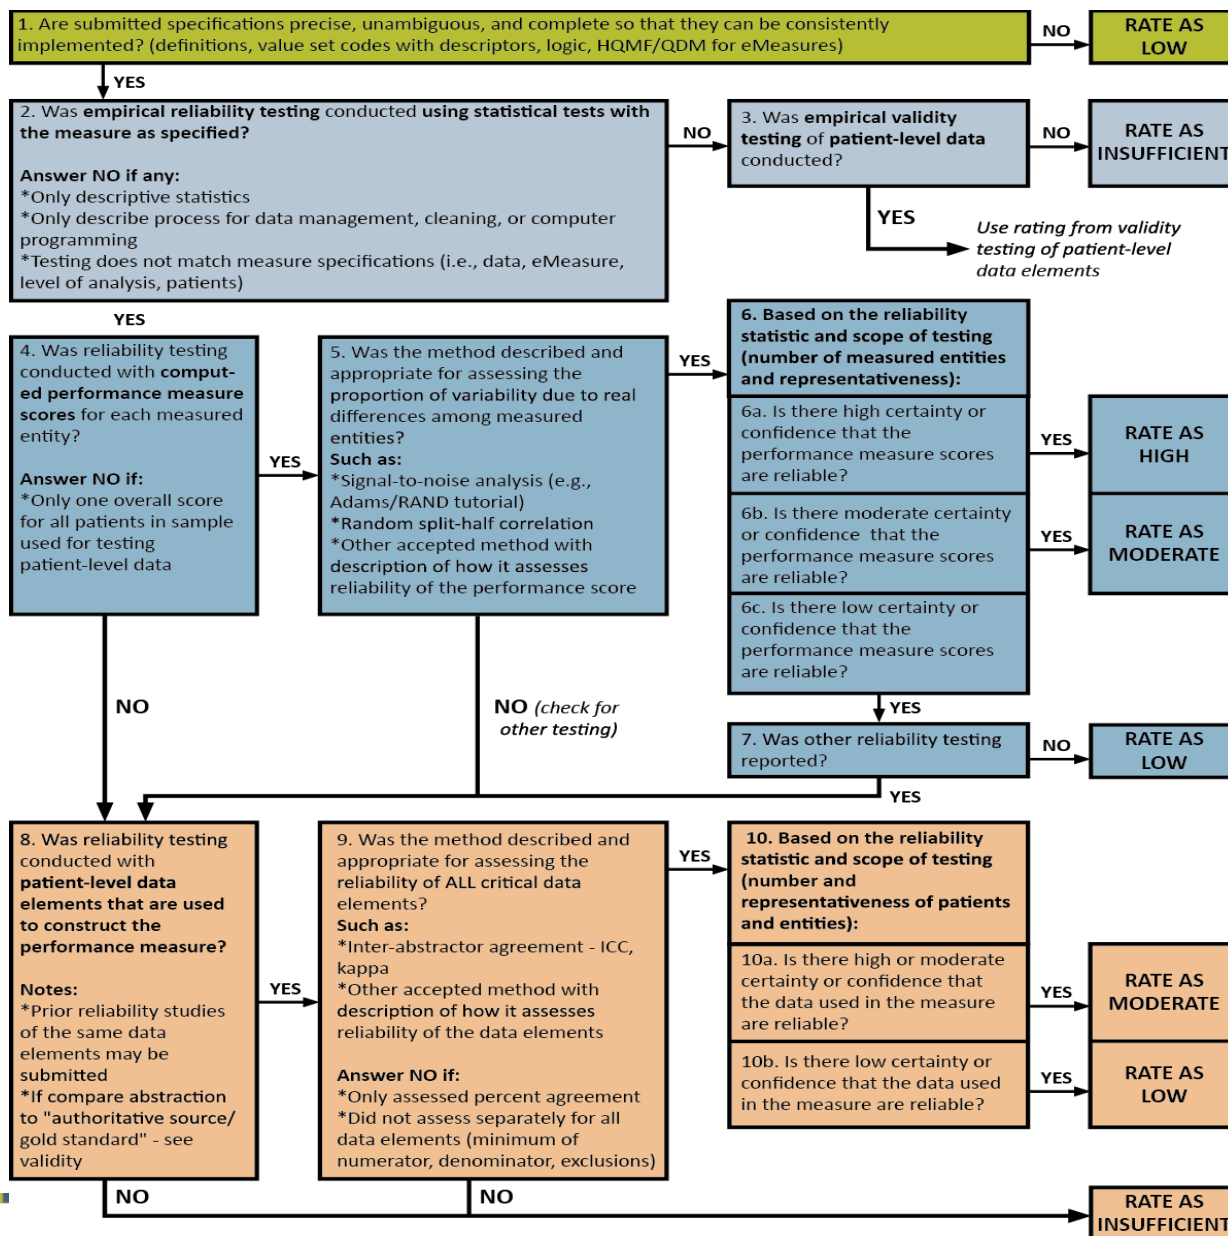 1. Are submitted specifications precise, unambiguous, and complete so that they can be consistently
implemented? (definitions, value set codes with descriptors, logic, HQMF/QDM for eMeasures)
NO
RATE AS
LOW
YES
2. Was empirical reliability testing conducted using statistical tests with
the measure as specified?
Answer NO if any:
*Only descriptive statistics
*Only describe process for data management, cleaning, or computer
programming
*Testing does not match measure specifications (i.e., data, eMeasure,
level of analysis, patients)
NO
3. Was empirical validity
testing of patient-level data
conducted?
NO
RATE AS
INSUFFICIENT
YES
Use rating from validity
testing of patient-level
data elements
YES
4. Was reliability testing
conducted with comput-
ed performance measure
scores for each measured
entity?
Answer NO if:
*Only one overall score
for all patients in sample
used for testing
patient-level data
YES
5. Was the method described and
appropriate for assessing the
proportion of variability due to real
differences among measured
entities?
Such as:
*Signal-to-noise analysis (e.g.,
Adams/RAND tutorial)
*Random split-half correlation
*Other accepted method with
description of how it assesses
reliability of the performance score
YES
6. Based on the reliability
statistic and scope of testing
(number of measured entities
and representativeness):
6a. Is there high certainty or
confidence that the
performance measure scores
are reliable?
YES
RATE AS
HIGH
6b. Is there moderate certainty
or confidence that the
performance measure scores
are reliable?
YES
RATE AS
MODERATE
6c. Is there low certainty or
confidence that the
performance measure scores
are reliable?
YES
NO
NO (check for
other testing)
7. Was other reliability testing
reported?
NO
RATE AS
LOW
YES
8. Was reliability testing
conducted with
patient-level data
elements that are used
to construct the
performance measure?
Notes:
*Prior reliability studies
of the same data
elements may be
submitted
*If compare abstraction
to "authoritative source/
gold standard" - see
validity
YES
9. Was the method described and
appropriate for assessing the
reliability of ALL critical data
elements?
Such as:
*Inter-abstractor agreement - ICC,
kappa
*Other accepted method with
description of how it assesses
reliability of the data elements
Answer NO if:
*Only assessed percent agreement
*Did not assess separately for all
data elements (minimum of
numerator, denominator, exclusions)
YES
10. Based on the reliability
statistic and scope of testing
(number and
representativeness of patients
and entities):
10a. Is there high or moderate
certainty or confidence that
the data used in the measure
are reliable?
YES
RATE AS
MODERATE
10b. Is there low certainty or
confidence that the data used
in the measure are reliable?
YES
RATE AS
LOW
NO
NO
RATE AS
INSUFFICIENT